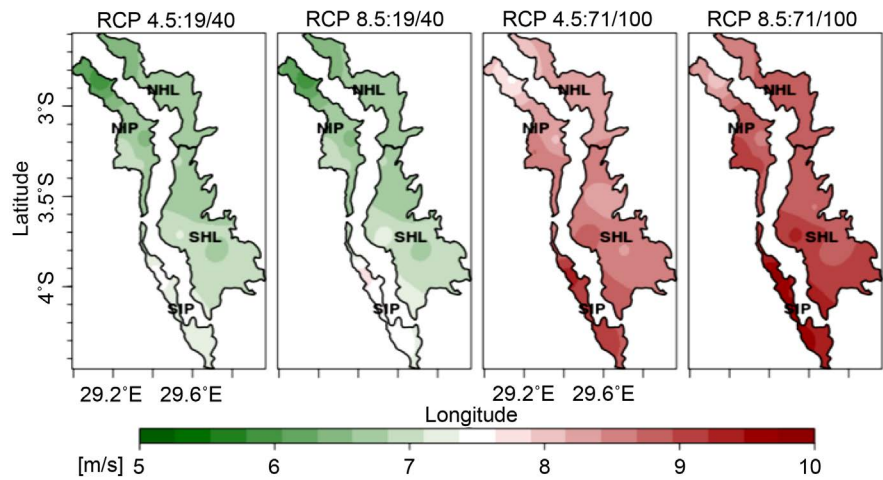 RCP 4.5:19/40 RCP 8.5:19/40 RCP 4.5:71/100 RCP 8.5:71/100
NHL NHL NHL NHL
3°S
NIP NIP NIP NIP
Latitude
3.5°S
SHL SHL SHL SHL
4°S
SIP SIP SIP SIP
29.2°E 29.6°E 29.2°E 29.6°E
Longitude
[m/s] 5 6 7 8 9 10